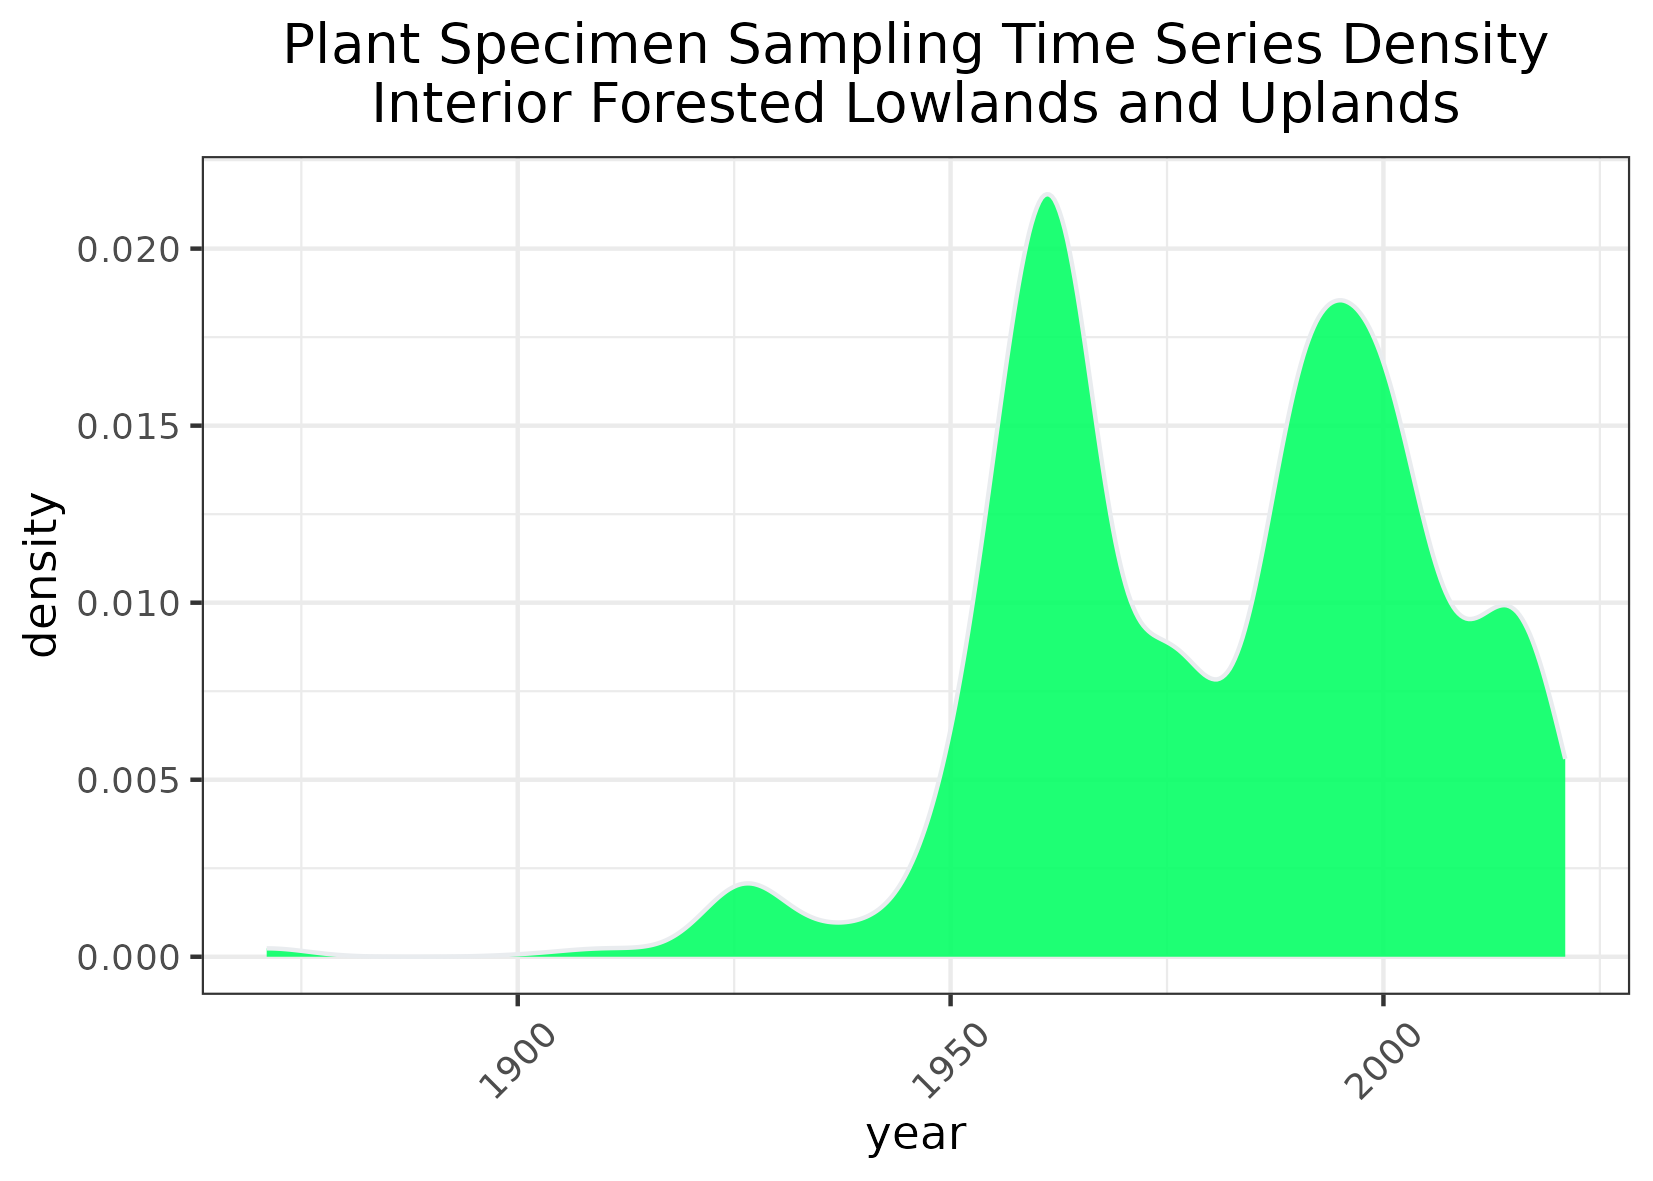 Plant Specimen Sampling Time Series Density
Interior Forested Lowlands and Uplands
0.020
0.015
0.010
0.005
0.000
density
1900
1950
2000
year